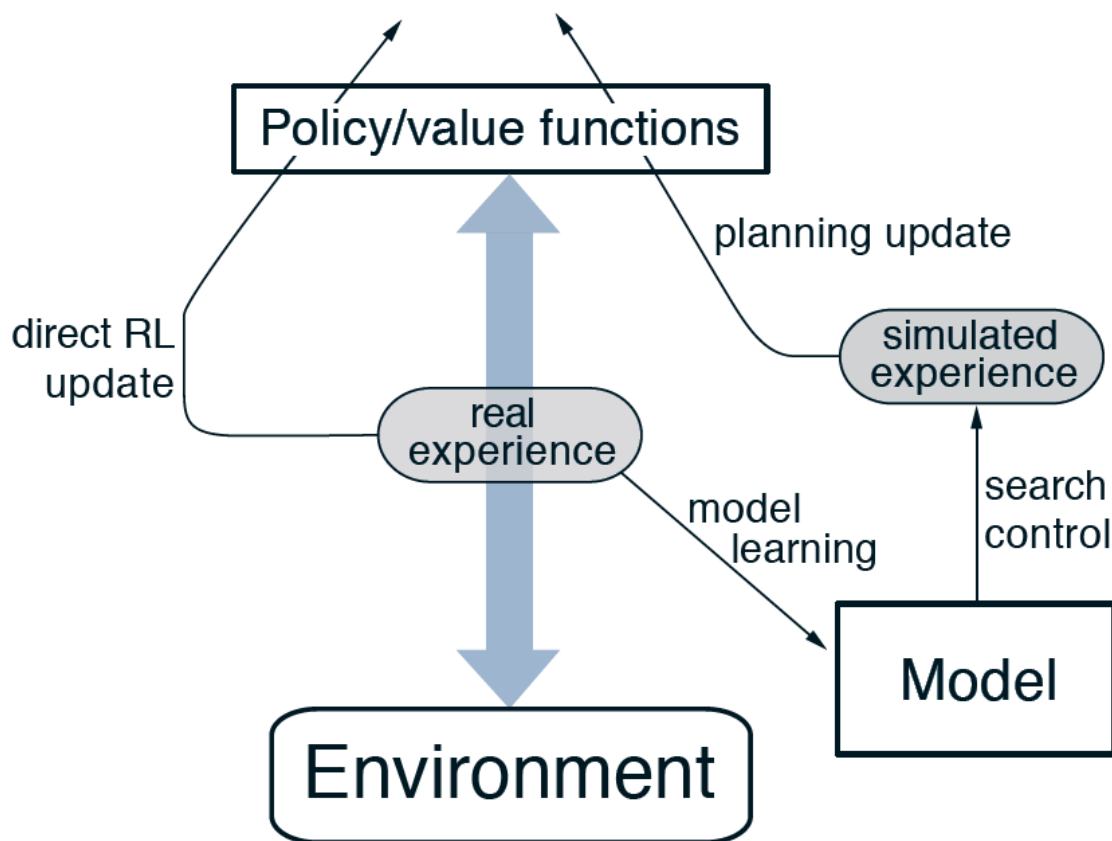 Policy/value functions
planning update
direct RL
update
simulated
experience
real
experience
model
learning
search
control
Model
Environment